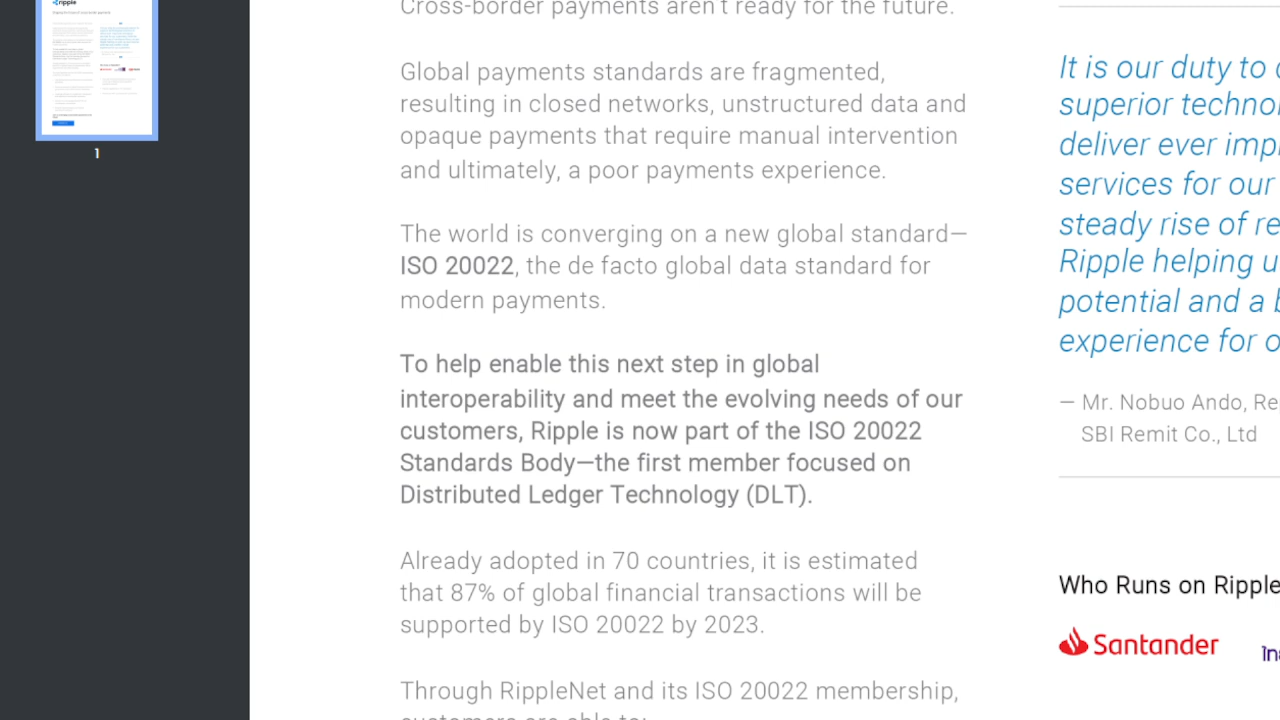 ripple
1
Cross-border payments aren't ready for the future.
Global payments standards are fragmented,
resulting in closed networks, unstructured data and
opaque payments that require manual intervention
and ultimately, a poor payments experience.
The world is converging on a new global standard—
ISO 20022, the de facto global data standard for
modern payments.
To help enable this next step in global
interoperability and meet the evolving needs of our
customers, Ripple is now part of the ISO 20022
Standards Body—the first member focused on
Distributed Ledger Technology (DLT).
Already adopted in 70 countries, it is estimated
that 87% of global financial transactions will be
supported by ISO 20022 by 2023.
Through RippleNet and its ISO 20022 membership,
customers are able to:
It is our duty to
superior techno
deliver ever imp
services for our
steady rise of re
Ripple helping u
potential and a b
experience for o
— Mr. Nobuo Ando, Re
SBI Remit Co., Ltd
Who Runs on Ripple
Santander
In